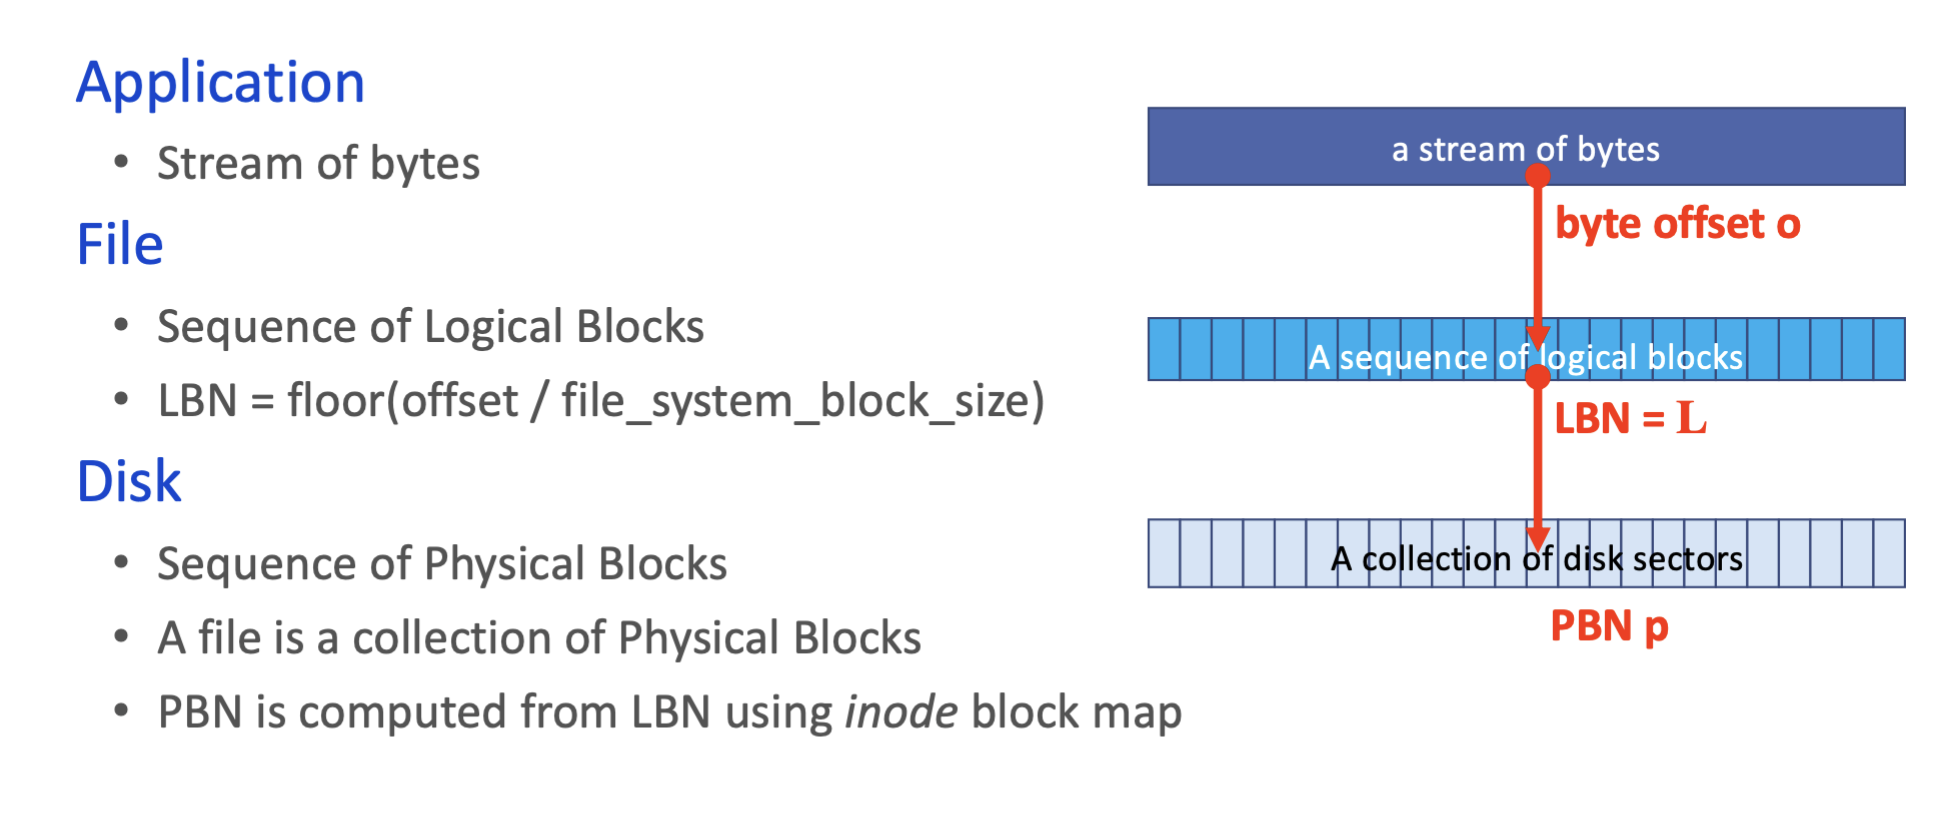 Application
• Stream of bytes
File
• Sequence of Logical Blocks
• LBN = floor(offset / file_system_block_size)
Disk
• Sequence of Physical Blocks
• A file is a collection of Physical Blocks
• PBN is computed from LBN using inode block map
a stream of bytes
byte offset o
A sequence of logical blocks
LBN = L
A collection of disk sectors
PBN p